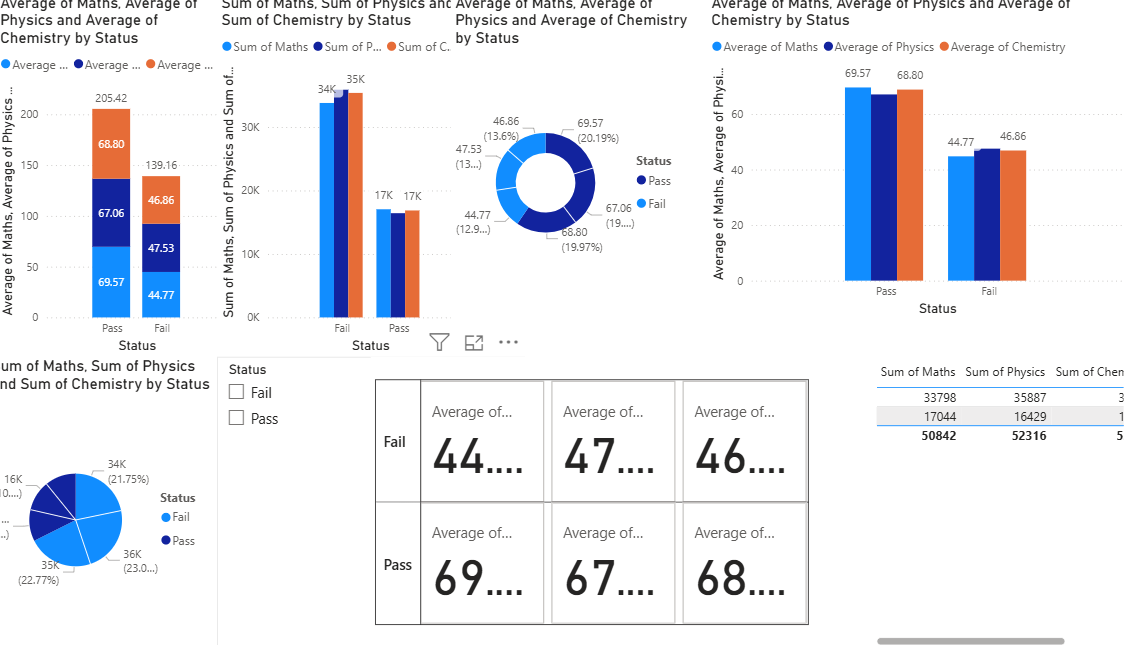 Average of Maths, Average of
Physics and Average of
Chemistry by Status
Average ... Average ... Average ...
Average of Maths, Average of Physics ...
200
150
100
50
0
205.42
68.80
67.06
69.57
139.16
46.86
47.53
44.77
Pass Fail
Status
Sum of Maths, Sum of Physics and
Sum of Chemistry by Status
Sum of Maths Sum of P... Sum of C.
Sum of Maths, Sum of Physics and Sum of...
30K
20K
10K
0K
34K
35K
17K 17K
Fail Pass
Status
Average of Maths, Average of
Physics and Average of Chemistry
by Status
46.86
(13.6%)
47.53
(13...)
44.77
(12.9...)
69.57
(20.19%)
67.06
(19....)
68.80
(19.97%)
Status
Pass
Fail
Average of Maths, Average of Physics and Average of
Chemistry by Status
Average of Maths Average of Physics Average of Chemistry
Average of Maths, Average of Physi...
60
40
20
0
69.57
68.80
44.77
46.86
Pass Fail
Status
um of Maths, Sum of Physics
nd Sum of Chemistry by Status
34K
(21.75%)
36K
(23.0...)
35K
(22.77%)
...
..)
16K
10....)
Status
Fail
Pass
Status
Fail
Pass
Fail
Average of... Average of... Average of...
44.... 47.... 46....
Pass
Average of... Average of... Average of...
69.... 67.... 68....
Sum of Maths Sum of Physics Sum of Chem
33798 35887 3
17044 16429 1
50842 52316 5